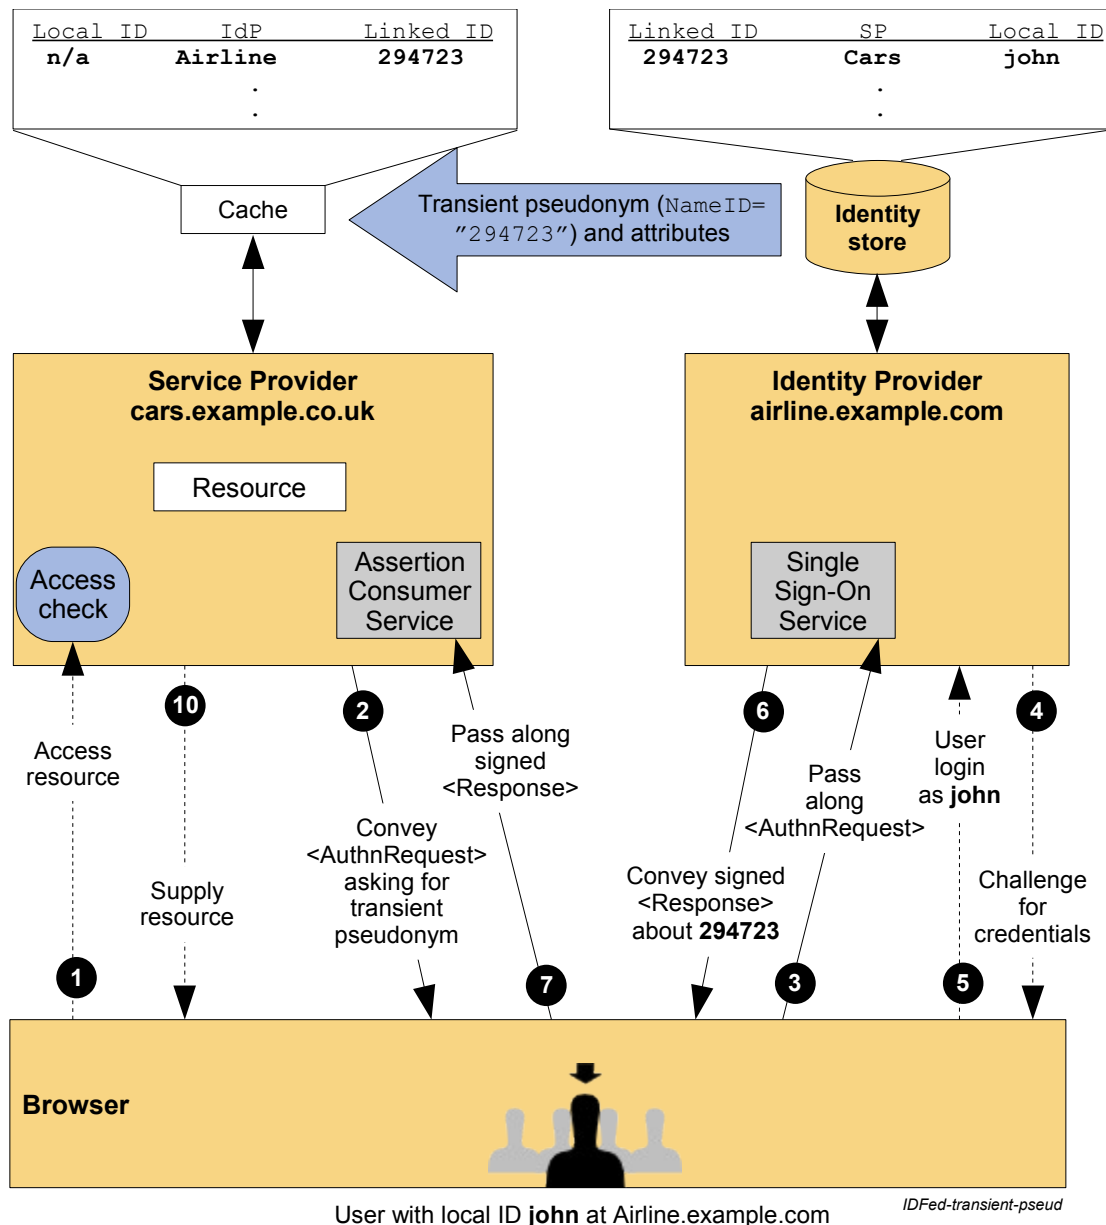 Local ID IdP Linked ID
n/a Airline 294723
.
.
Linked ID SP Local ID
294723 Cars john
.
.
Cache
Transient pseudonym (NameID=
"294723") and attributes
Identity
store
Service Provider
cars.example.co.uk
Resource
Access
check
Assertion
Consumer
Service
Identity Provider
airline.example.com
Single
Sign-On
Service
10
2
6
4
Access
resource
Pass along
signed
<Response>
Pass
along
<AuthnRequest>
User
login
as john
Convey
<AuthnRequest>
asking for
transient
pseudonym
Supply
resource
Convey signed
<Response>
about 294723
Challenge
for
credentials
1
7
3
5
Browser
User with local ID john at Airline.example.com
IDFed-transient-pseud